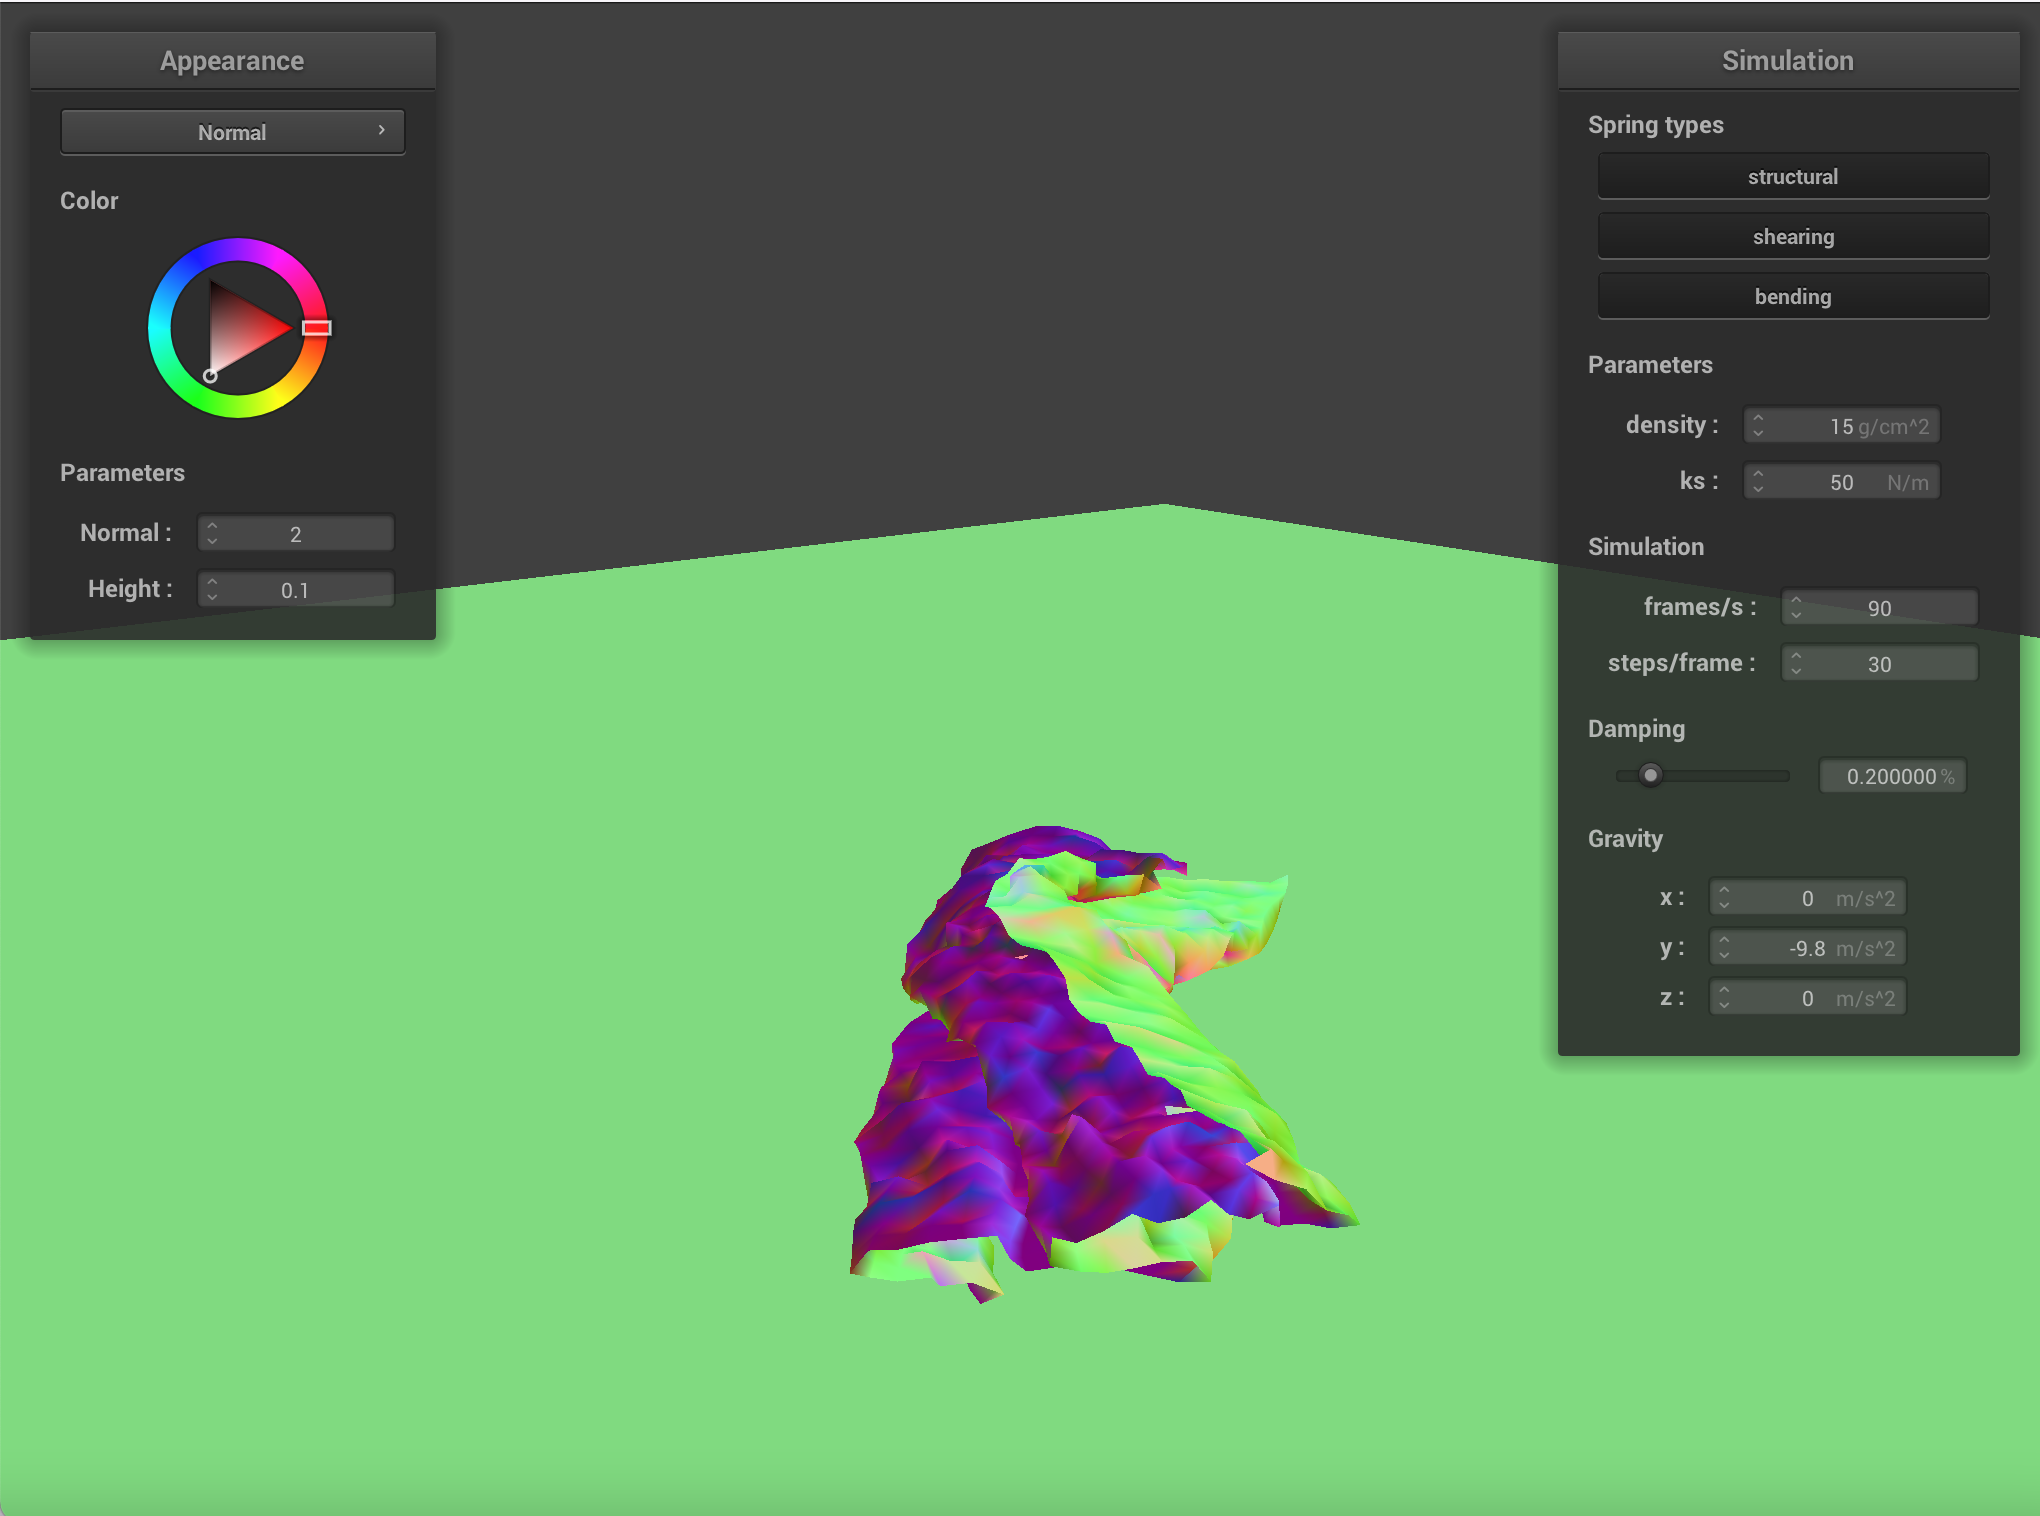 Appearance
Normal
Color
Parameters
Normal : 2
Height : 0.1
Simulation
Spring types
structural
shearing
bending
Parameters
density : 15 g/cm^2
ks : 50 N/m
Simulation
frames/s : 90
steps/frame : 30
Damping
0.200000 %
Gravity
x : 0 m/s^2
y : -9.8 m/s^2
z : 0 m/s^2